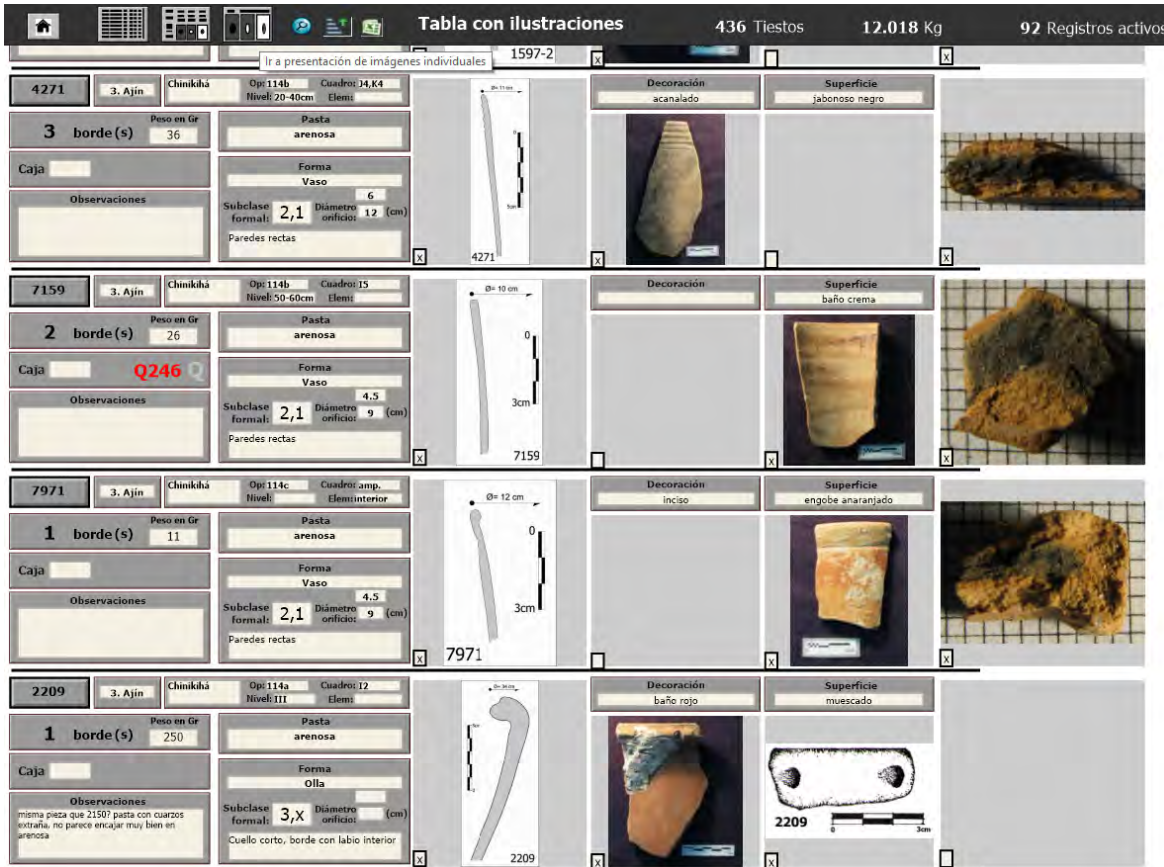 Tabla con ilustraciones 436 Tiestos 12.018 Kg 92 Registros activos
Ir a presentación de imágenes individuales
1597-2
x
4271 3. Ajín Chinikihá Op: 114b Cuadro: J4,K4
Nivel: 20-40cm Elem:
3 borde(s) Peso en Gr 36
Pasta
arenosa
Caja
Forma
Vaso
6
Subclase formal: 2,1 Diámetro orificio: 12 (cm)
Observaciones
Paredes rectas
x
0
5cm
4271
Decoración
acanalado
x
Superficie
jabonoso negro
x
7159 3. Ajín Chinikihá Op: 114b Cuadro: I5
Nivel: 50-60cm Elem:
2 borde(s) Peso en Gr 26
Pasta
arenosa
Caja Q246 Q
Forma
Vaso
4.5
Subclase formal: 2,1 Diámetro orificio: 9 (cm)
Observaciones
Paredes rectas
x
Ø= 10 cm
0
3cm
7159
Decoración
Superficie
baño crema
x
x
7971 3. Ajín Chinikihá Op: 114c Cuadro: amp.
Nivel: Elem: interior
1 borde(s) Peso en Gr 11
Pasta
arenosa
Caja
Forma
Vaso
4.5
Subclase formal: 2,1 Diámetro orificio: 9 (cm)
Observaciones
Paredes rectas
x
Ø= 12 cm
0
3cm
7971
Decoración
inciso
Superficie
engobe anaranjado
x
x
2209 3. Ajín Chinikihá Op: 114a Cuadro: I2
Nivel: III Elem:
1 borde(s) Peso en Gr 250
Pasta
arenosa
Caja
Forma
Olla
Subclase formal: 3,x Diámetro orificio: (cm)
Observaciones
misma pieza que 2150? pasta con cuarzos
extraña, no parece encajar muy bien en
arenosa
Cuello corto, borde con labio interior
x
2209
Decoración
baño rojo
x
Superficie
muescado
2209
0 3cm
x